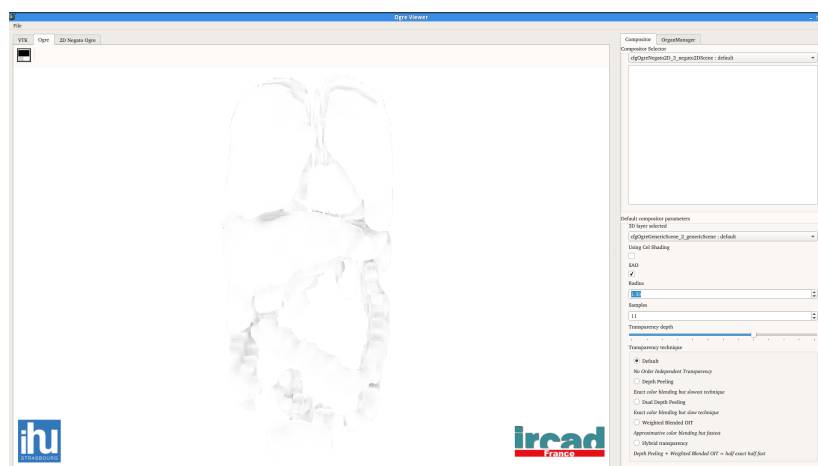 Ogre Viewer
File
VTK Ogre 2D Negato Ogre
Compositor OrganManager
Compositor Selector
cfgOgreNegato2D_3_negato2DScene : default
Default compositor parameters
3D layer selected
cfgOgreGenericScene_2_genericScene : default
Using Cel Shading
SAO
Radius
Samples
11
Transparency depth
Transparency technique
Default
No Order Independent Transparency
Depth Peeling
Exact color blending but slowest technique
Dual Depth Peeling
Exact color blending but slow technique
Weighted Blended OIT
Approximative color blending but fastest
Hybrid transparency
Depth Peeling + Weighted Blended OIT = half exact half fast
ihu
STRASBOURG
ircad
France